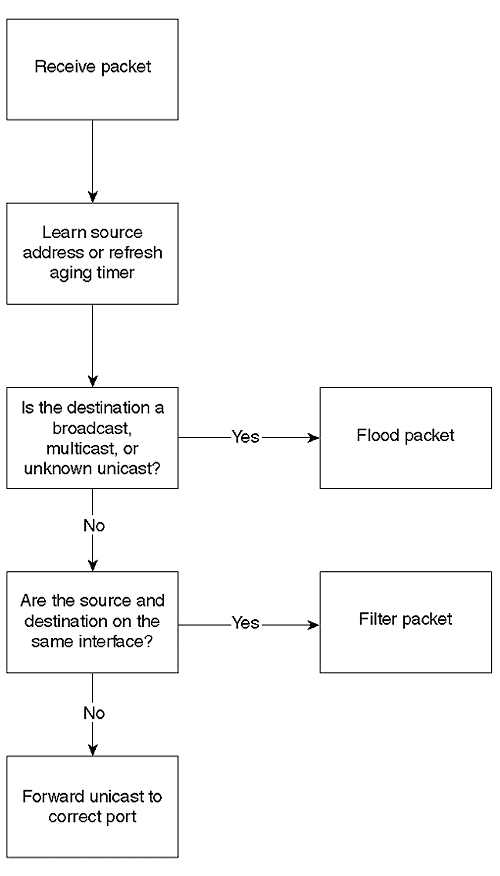 Receive packet
Learn source
address or refresh
aging timer
Is the destination a
broadcast,
multicast, or
unknown unicast?
Yes
Flood packet
No
Are the source and
destination on the
same interface?
Yes
Filter packet
No
Forward unicast to
correct port